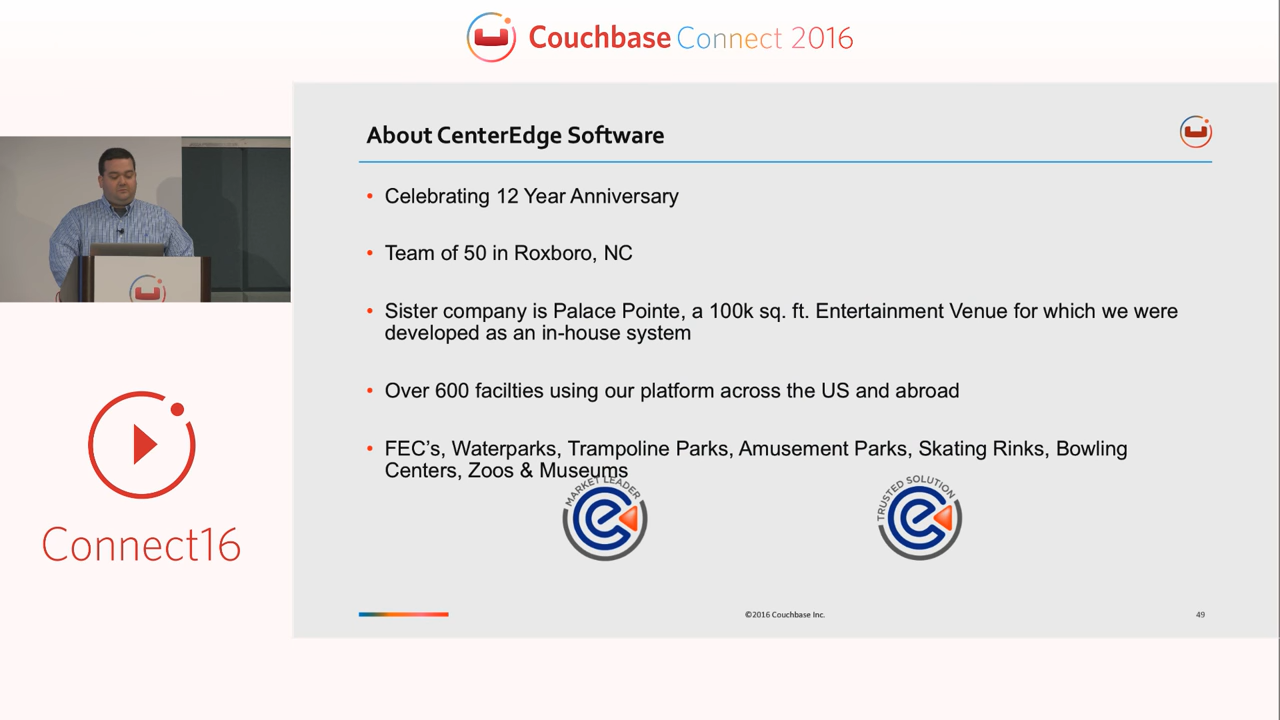 Couchbase Connect 2016
About CenterEdge Software
• Celebrating 12 Year Anniversary
• Team of 50 in Roxboro, NC
• Sister company is Palace Pointe, a 100k sq. ft. Entertainment Venue for which we were
developed as an in-house system
• Over 600 facilties using our platform across the US and abroad
• FEC’s, Waterparks, Trampoline Parks, Amusement Parks, Skating Rinks, Bowling
Centers, Zoos & Museums
MARKET LEADER
TRUSTED SOLUTION
Connect16
©2016 Couchbase Inc.
49